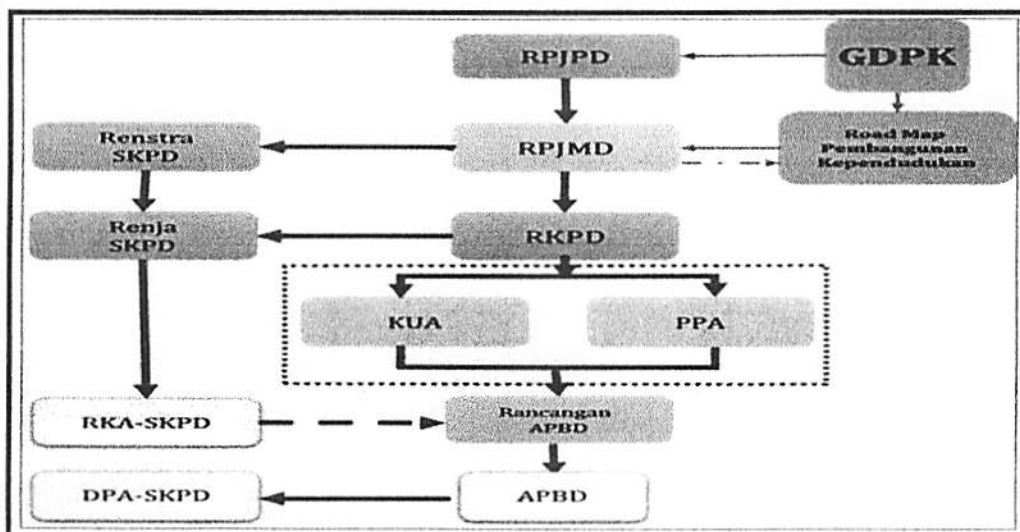 RPJPD
GDPK
Renstra
SKPD
RPJMD
Road Map
Pembangunan
Kependudukan
Renja
SKPD
RKPD
KUA
PPA
RKA-SKPD
Rancangan
APBD
DPA-SKPD
APBD